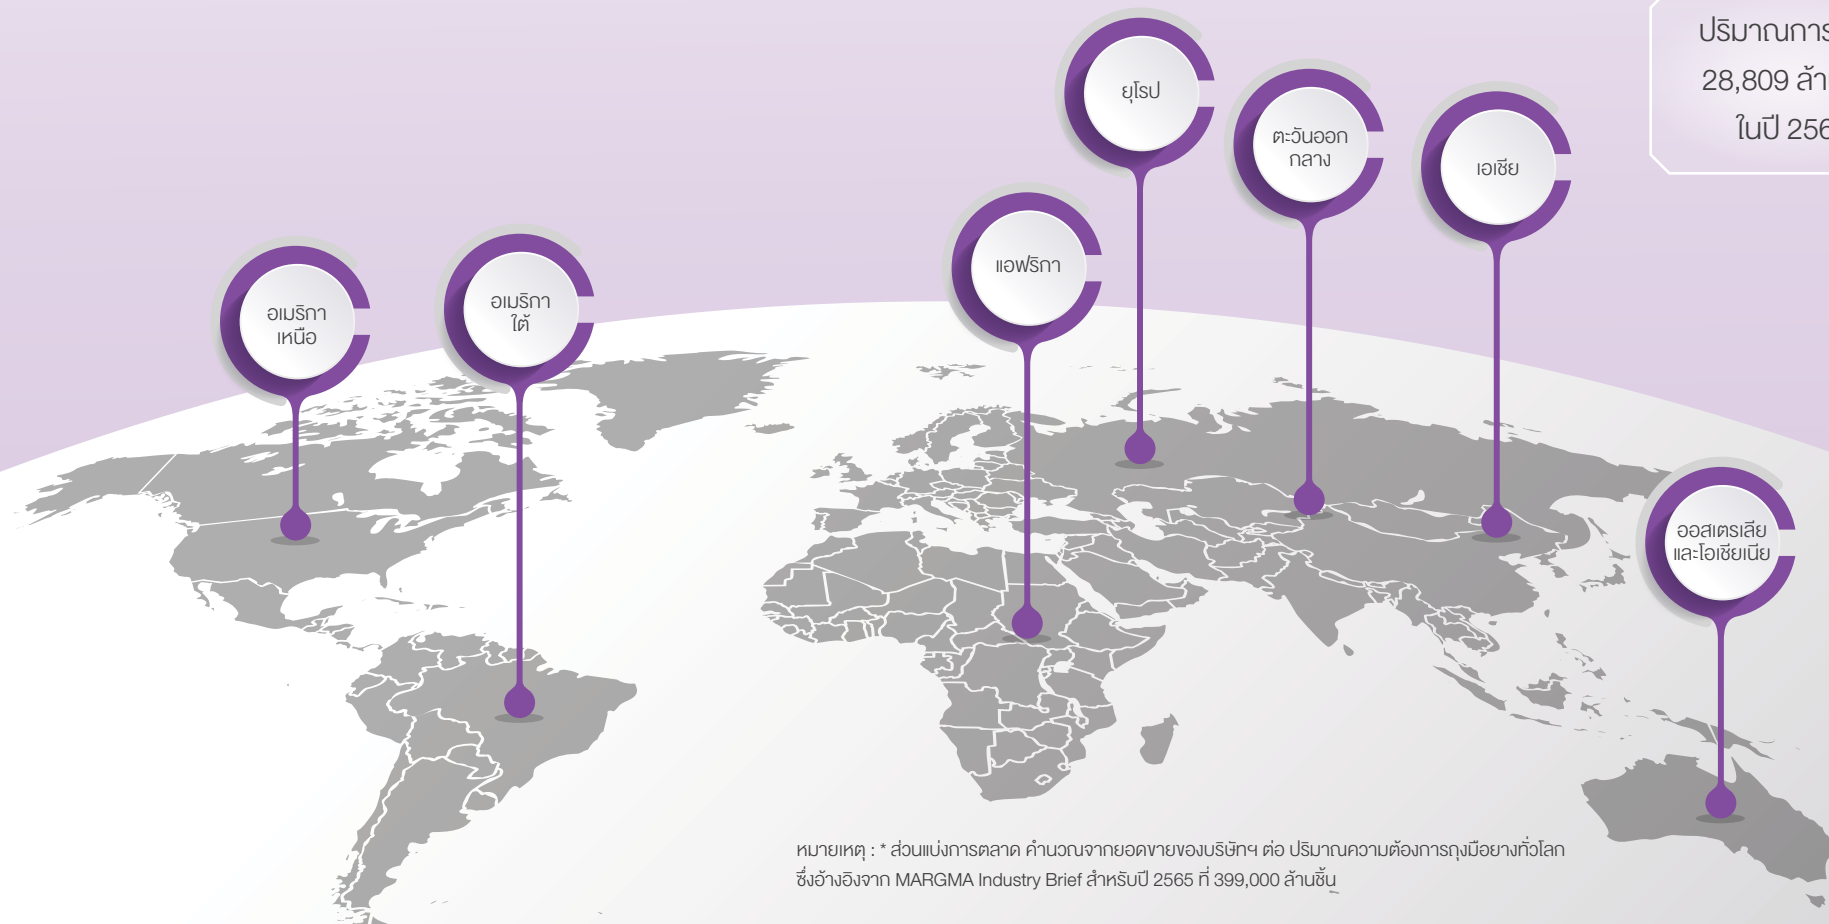 ปริมาณการ
28,809 ล้า
ในปี 256
ยุโรป
ตะวันออก
กลาง
เอเชีย
แอฟริกา
อเมริกา
เหนือ
อเมริกา
ใต้
ออสเตรเลีย
และโอเชียเนีย
หมายเหตุ : * ส่วนแบ่งการตลาด คำนวณจากยอดขายของบริษัทฯ ต่อ ปริมาณความต้องการถุงมือยางทั่วโลก
ซึ่งอ้างอิงจาก MARGMA Industry Brief สำหรับปี 2565 ที่ 399,000 ล้านชิ้น